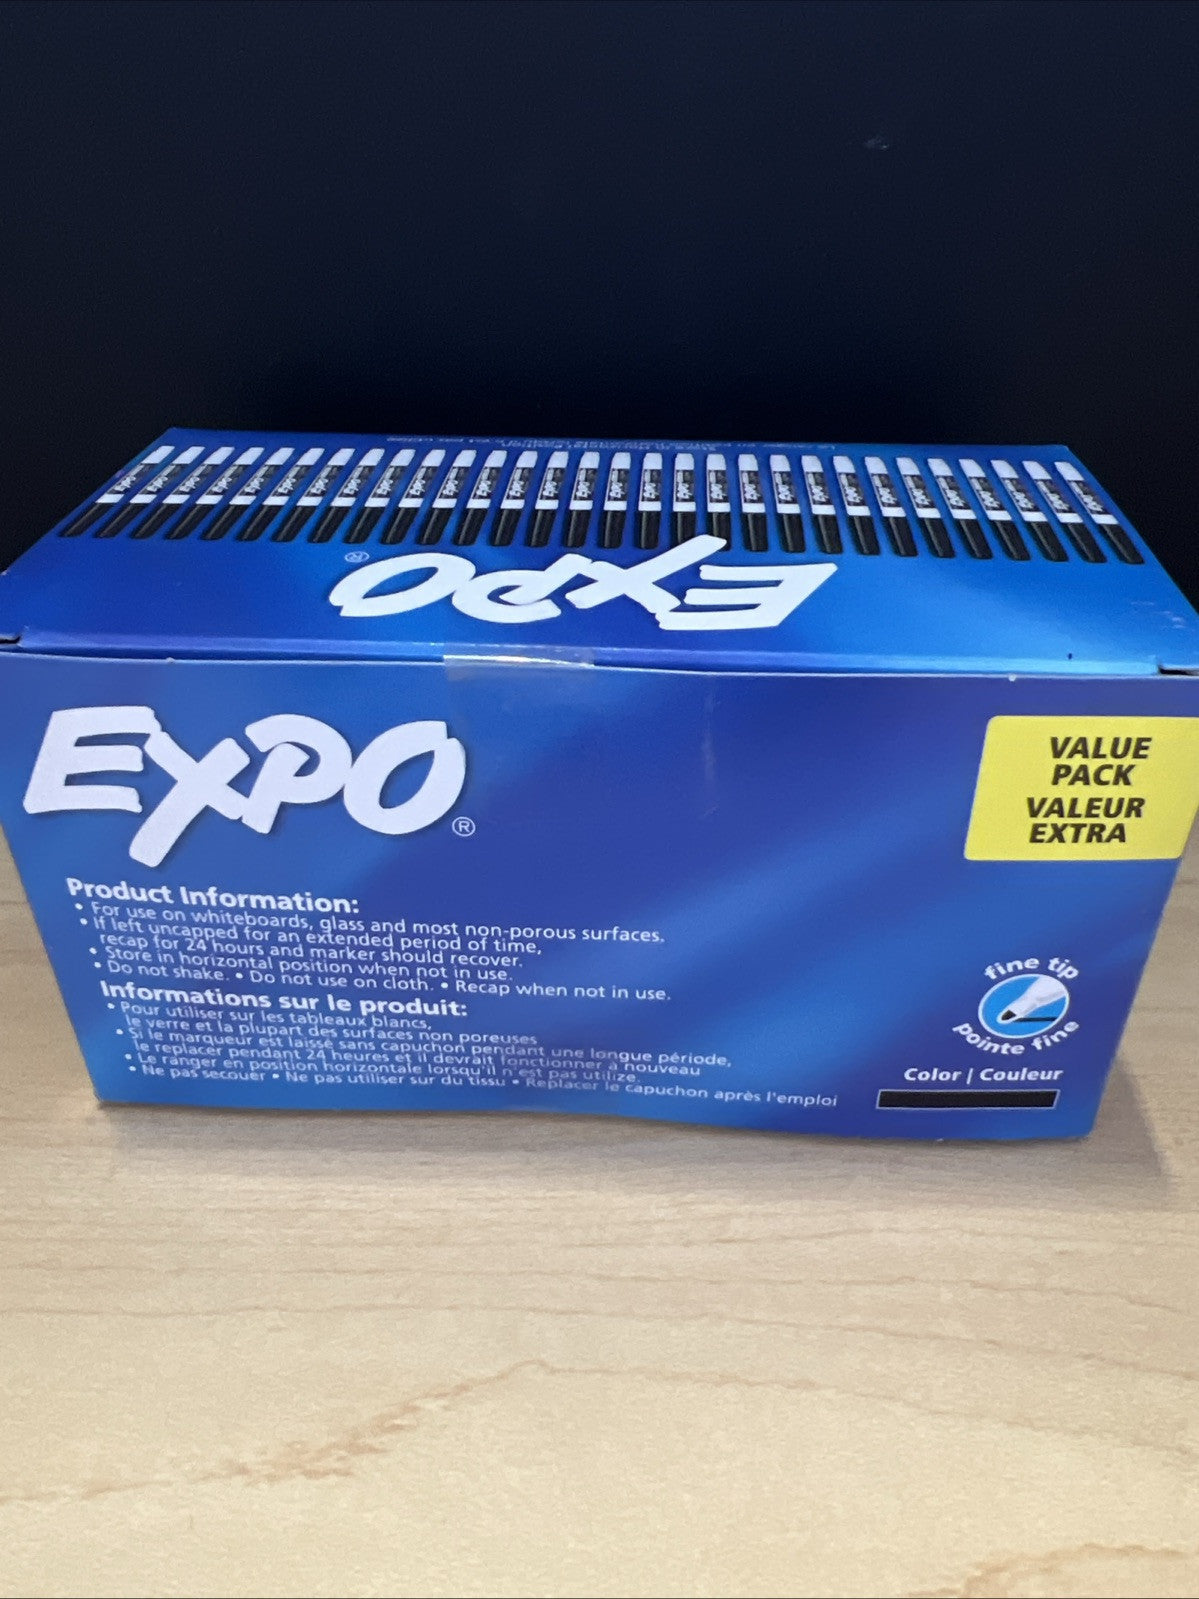 EXPO®
EXPO®
VALUE
PACK
VALEUR
EXTRA
Product Information:
• For use on whiteboards, glass and most non-porous surfaces.
• If left uncapped for an extended period of time,
recap for 24 hours and marker should recover.
• Store in horizontal position when not in use.
• Do not shake. • Do not use on cloth. • Recap when not in use.
Informations sur le produit:
• Pour utiliser sur les tableaux blancs,
le verre et la plupart des surfaces non poreuses
• Si le marqueur est laissé sans capuchon pendant une longue période,
le replacer pendant 24 heures et il devrait fonctionner à nouveau
• Le ranger en position horizontale lorsqu'il n'est pas utilize.
• Ne pas secouer • Ne pas utiliser sur du tissu • Replacer le capuchon après l'emploi
fine tip
pointe fine
Color | Couleur